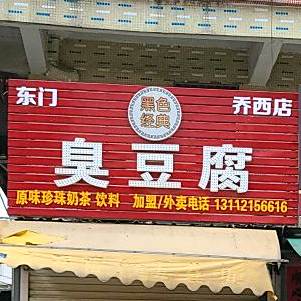 东门
黑色
经典
乔西店
臭豆腐
原味珍珠奶茶 饮料 加盟/外卖电话 13112156616